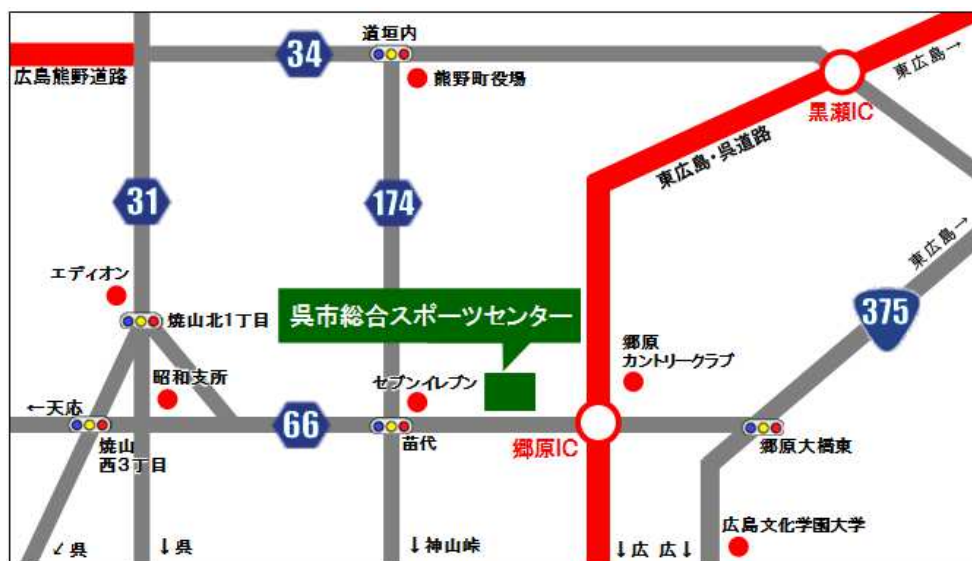 道垣内
34
広島熊野道路
熊野町役場
東広島→
黒瀬IC
東広島・呉道路
31
174
東広島→
エディオン
375
呉市総合スポーツセンター
焼山北1丁目
郷原
カントリークラブ
昭和支所
セブンイレブン
←天応
66
焼山
西3丁目
苗代
郷原IC
郷原大橋東
広島文化学園大学
↙呉
↓呉
↓神山峠
↓広
広↓